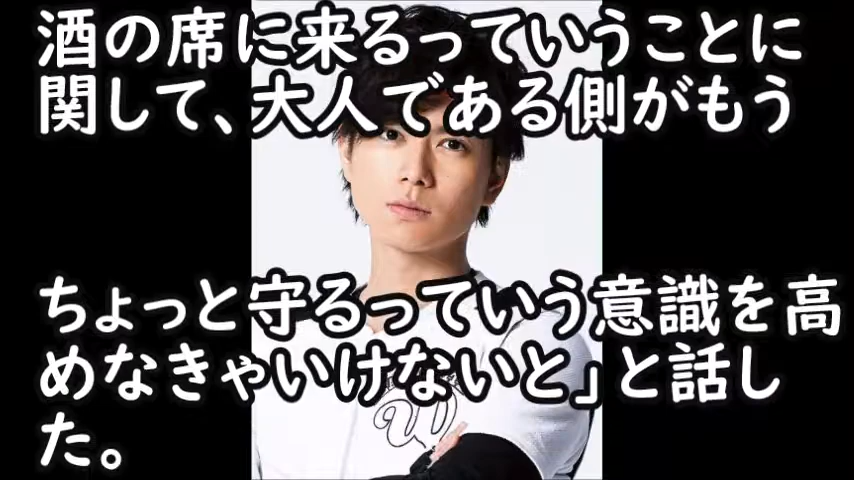 酒の席に来るっていうことに
関して、大人である側がもう
ちょっと守るっていう意識を高
めなきゃいけないと」と話し
た。